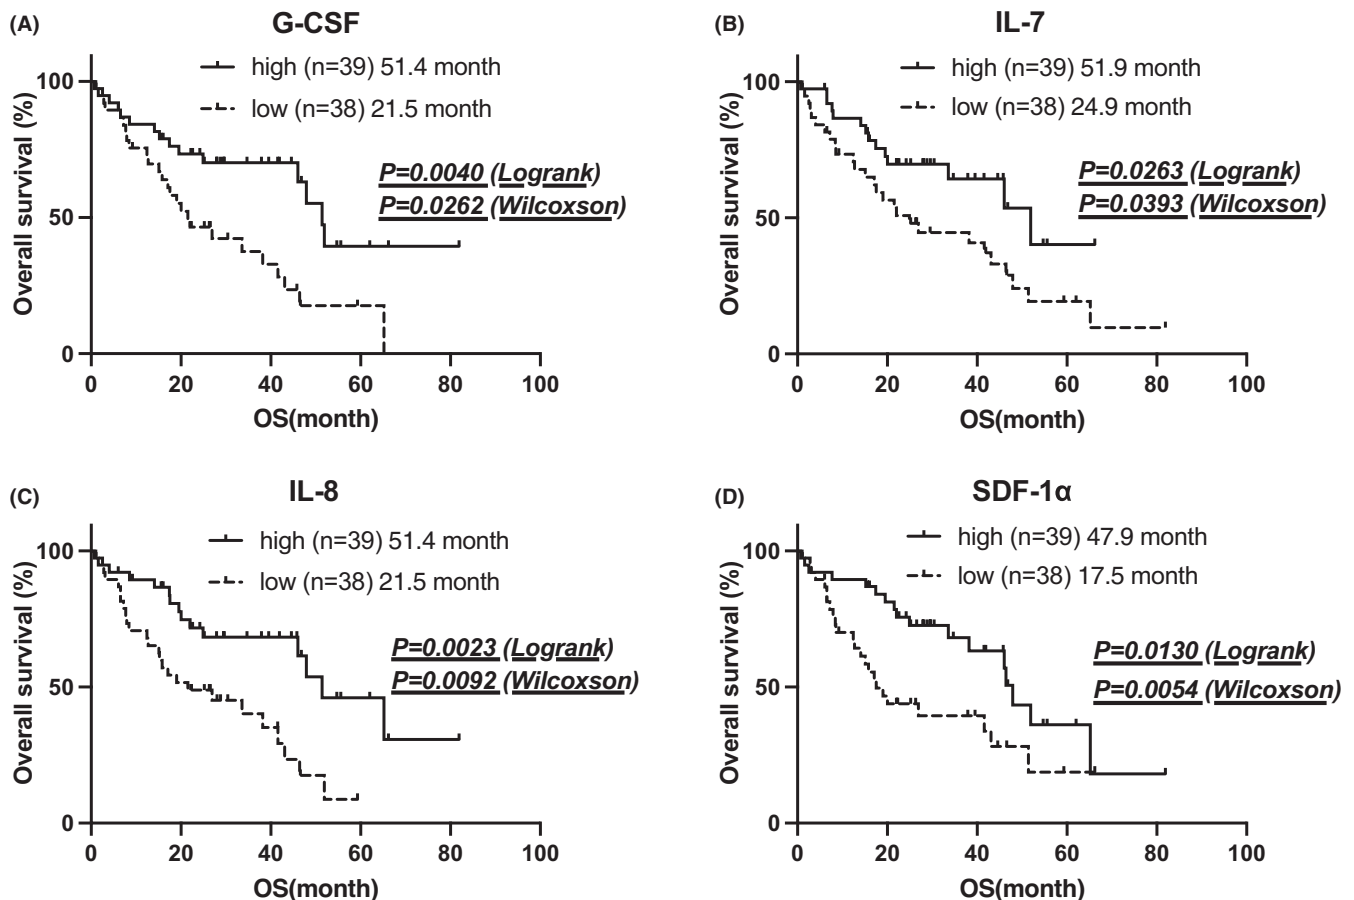 (A)
G-CSF
high (n=39) 51.4 month
low (n=38) 21.5 month
P=0.0040 (Logrank)
P=0.0262 (Wilcoxson)
Overall survival (%)
100
50
0
0 20 40 60 80 100
OS(month)
(B)
IL-7
high (n=39) 51.9 month
low (n=38) 24.9 month
P=0.0263 (Logrank)
P=0.0393 (Wilcoxson)
Overall survival (%)
100
50
0
0 20 40 60 80 100
OS(month)
(C)
IL-8
high (n=39) 51.4 month
low (n=38) 21.5 month
P=0.0023 (Logrank)
P=0.0092 (Wilcoxson)
Overall survival (%)
100
50
0
0 20 40 60 80 100
OS(month)
(D)
SDF-1α
high (n=39) 47.9 month
low (n=38) 17.5 month
P=0.0130 (Logrank)
P=0.0054 (Wilcoxson)
Overall survival (%)
100
50
0
0 20 40 60 80 100
OS(month)